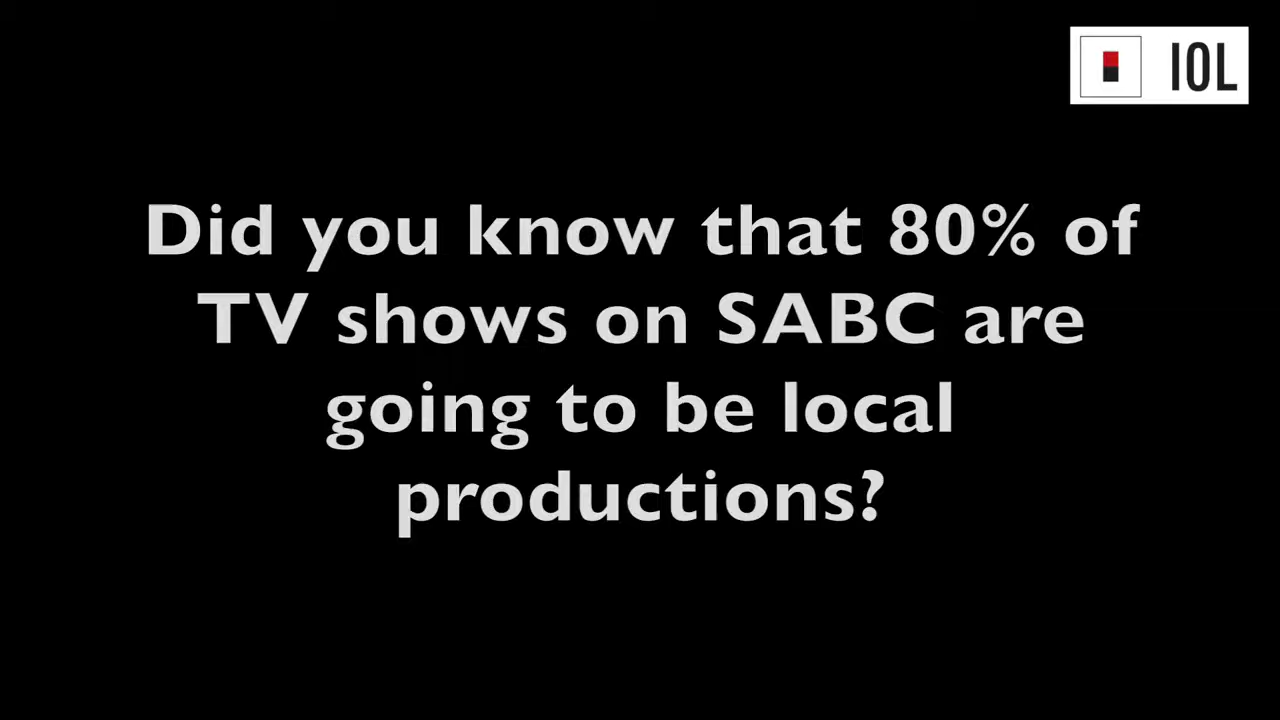 IOL
Did you know that 80% of
TV shows on SABC are
going to be local
productions?